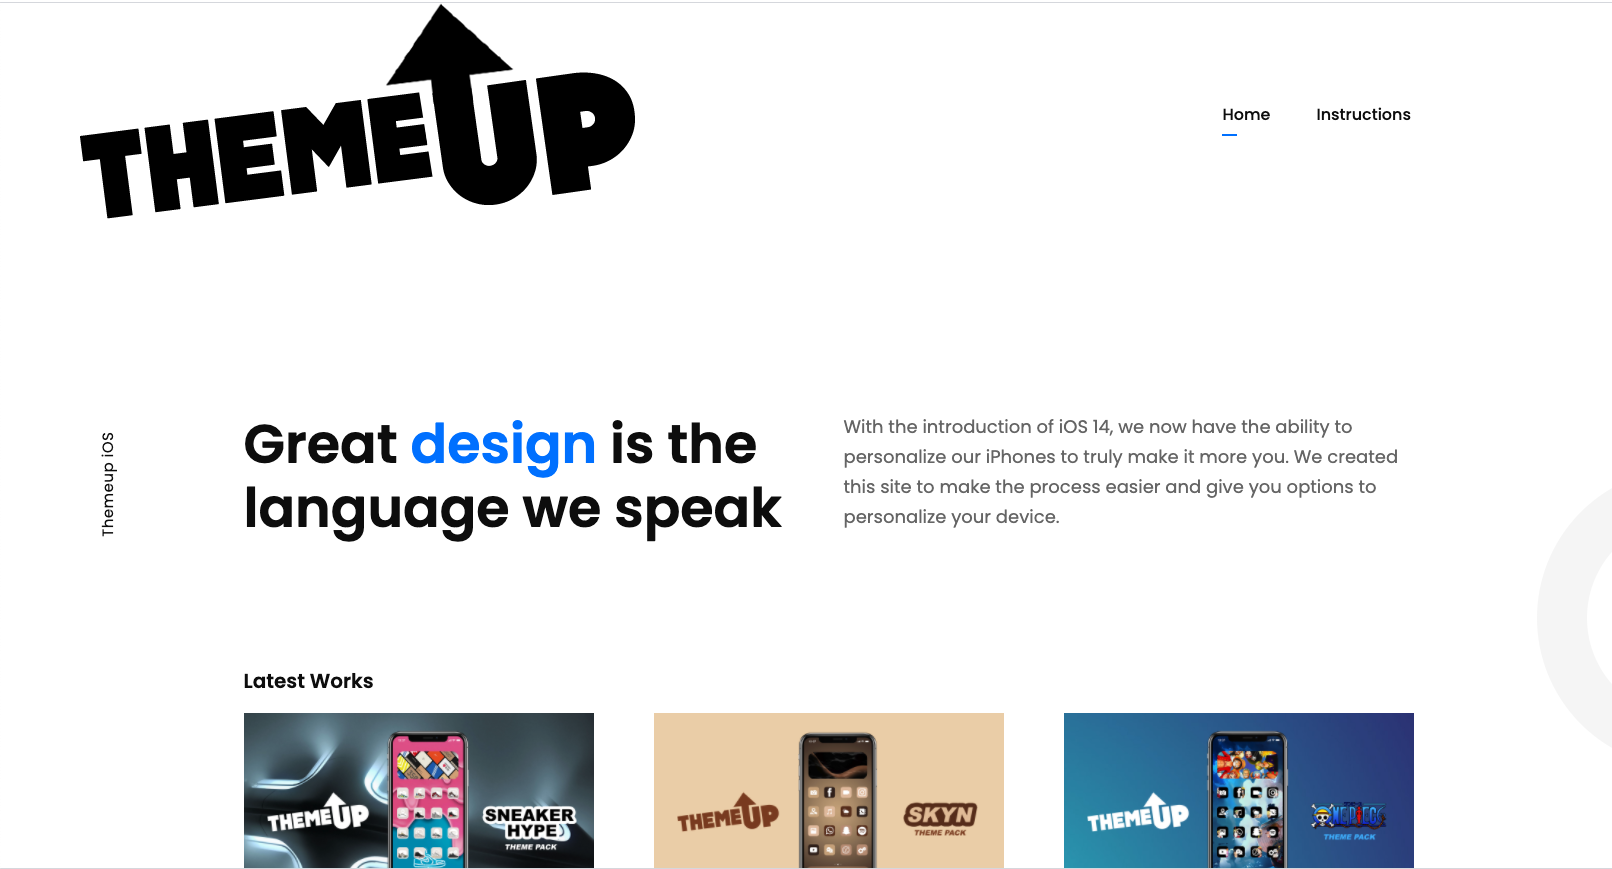 THEMEUP
Home
Instructions
Themeup iOS
Great design is the
language we speak
With the introduction of iOS 14, we now have the ability to
personalize our iPhones to truly make it more you. We created
this site to make the process easier and give you options to
personalize your device.
Latest Works
THEMEUP
SNEAKER
HYPE
THEME PACK
THEMEUP
SKYN
THEME PACK
THEMEUP
ONE PIECE
THEME PACK